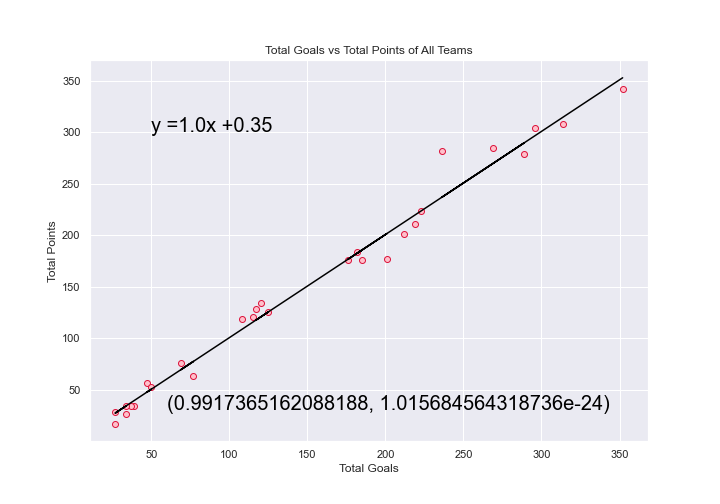 Total Goals vs Total Points of All Teams
350
y =1.0x +0.35
300
250
200
Total Points
150
100
50
(0.9917365162088188, 1.015684564318736e-24)
50 100 150 200 250 300 350
Total Goals